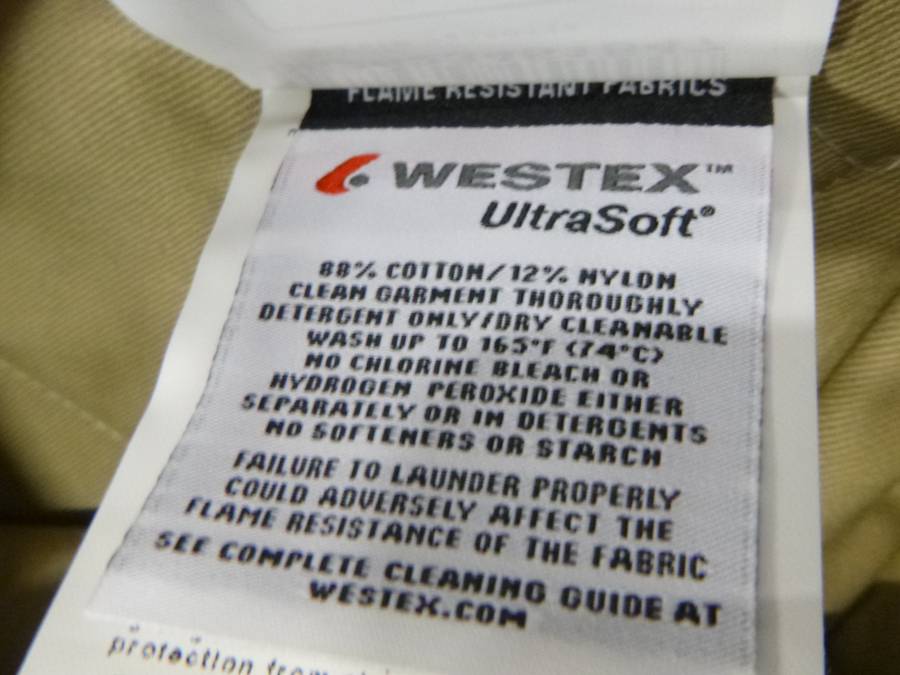 FLAME RESISTANT FABRICS
WESTEX™
UltraSoft®
88% COTTON/12% NYLON
CLEAN GARMENT THOROUGHLY
DETERGENT ONLY/DRY CLEANABLE
WASH UP TO 165°F (74°C)
NO CHLORINE BLEACH OR
HYDROGEN PEROXIDE EITHER
SEPARATELY OR IN DETERGENTS
NO SOFTENERS OR STARCH
FAILURE TO LAUNDER PROPERLY
COULD ADVERSELY AFFECT THE
FLAME RESISTANCE OF THE FABRIC
SEE COMPLETE CLEANING GUIDE AT
WESTEX.COM
protection from